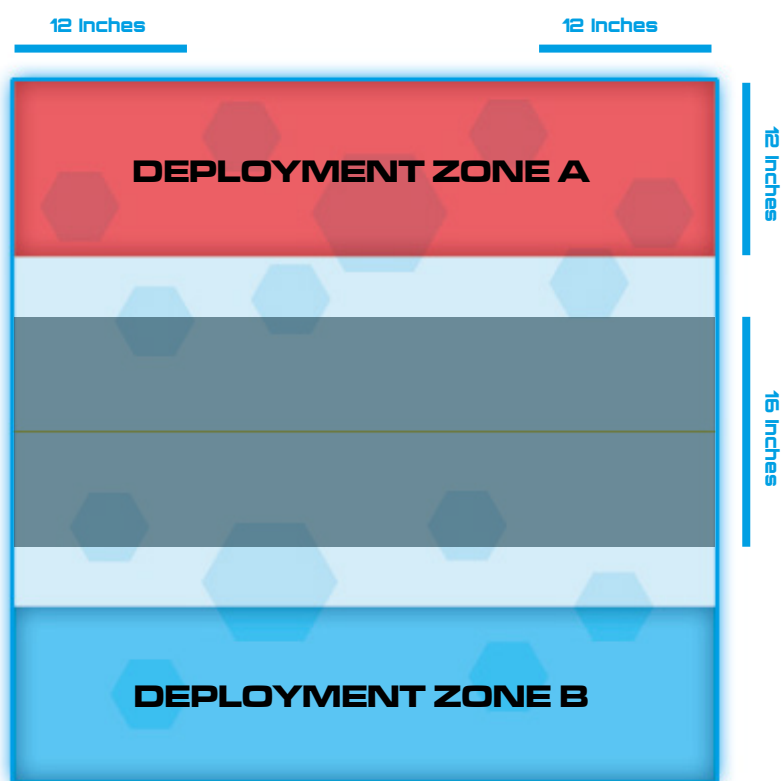 12 Inches
12 Inches
DEPLOYMENT ZONE A
12 Inches
16 Inches
DEPLOYMENT ZONE B